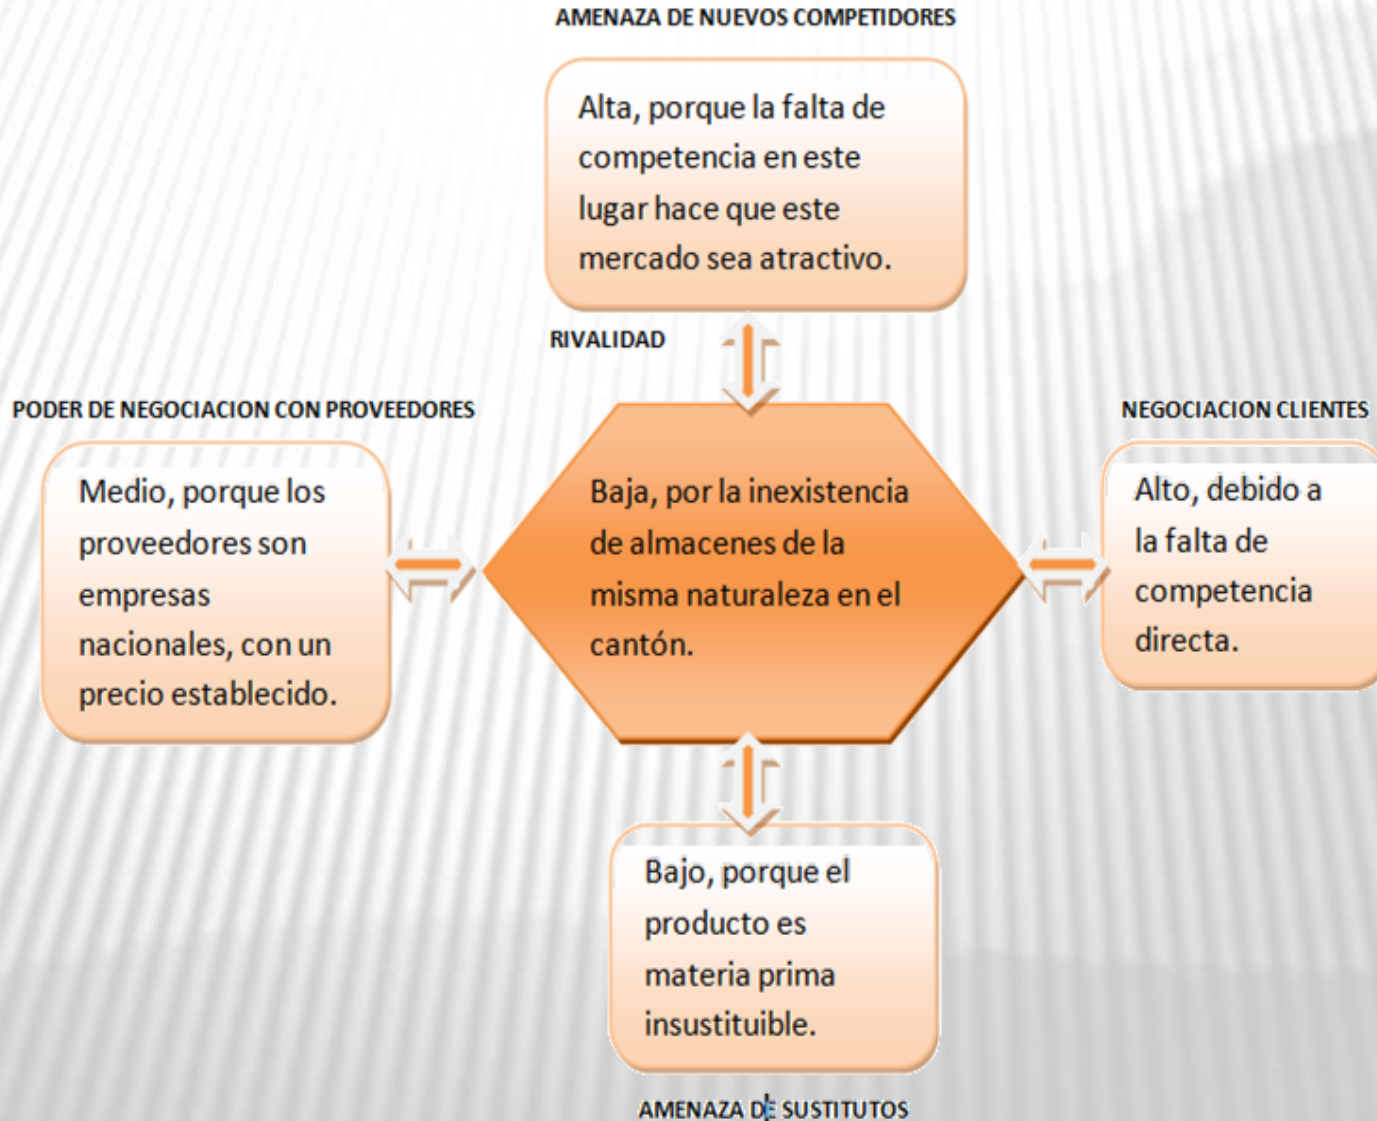 AMENAZA DE NUEVOS COMPETIDORES
Alta, porque la falta de
competencia en este
lugar hace que este
mercado sea atractivo.
RIVALIDAD
PODER DE NEGOCIACION CON PROVEEDORES
Medio, porque los
proveedores son
empresas
nacionales, con un
precio establecido.
Baja, por la inexistencia
de almacenes de la
misma naturaleza en el
cantón.
NEGOCIACION CLIENTES
Alto, debido a
la falta de
competencia
directa.
Bajo, porque el
producto es
materia prima
insustituible.
AMENAZA DE SUSTITUTOS